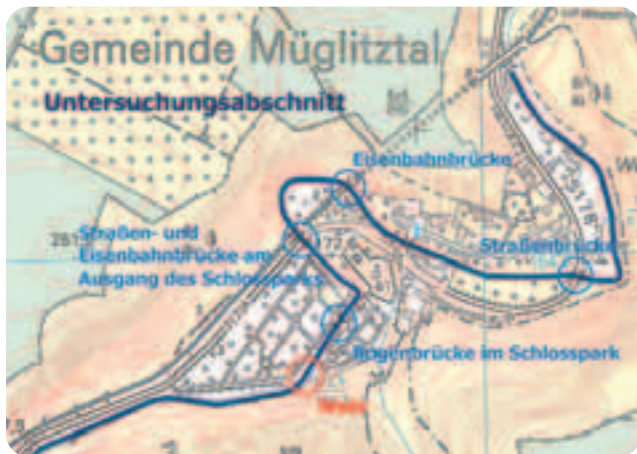 Gemeinde Müglitztal
Untersuchungsabschnitt
Eisenbahnbrücke
Straßen- und
Eisenbahnbrücke am
Ausgang des Schlossparks
Straßenbrücke
Bogenbrücke im Schlosspark